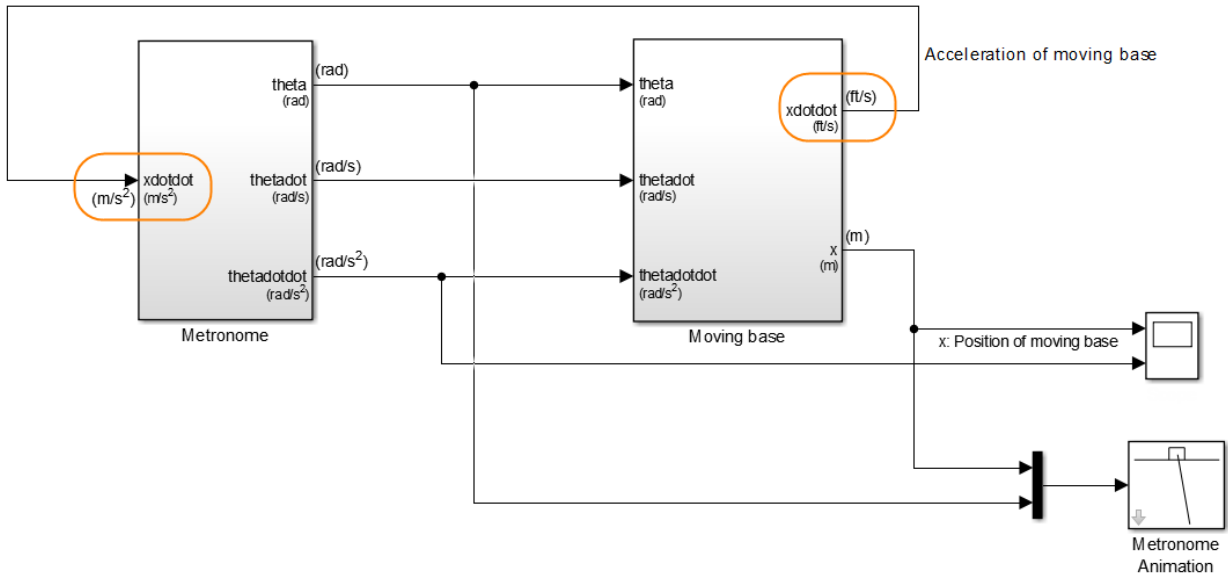 Acceleration of moving base
(rad)
theta
(rad)
theta
(rad)
(ft/s)
xdotdot
(ft/s)
xdotdot
(m/s²)
(m/s²)
(rad/s)
thetadot
(rad/s)
thetadot
(rad/s)
(m)
x
(m)
(rad/s²)
thetadotdot
(rad/s²)
thetadotdot
(rad/s²)
Metronome
Moving base
x: Position of moving base
Metronome
Animation